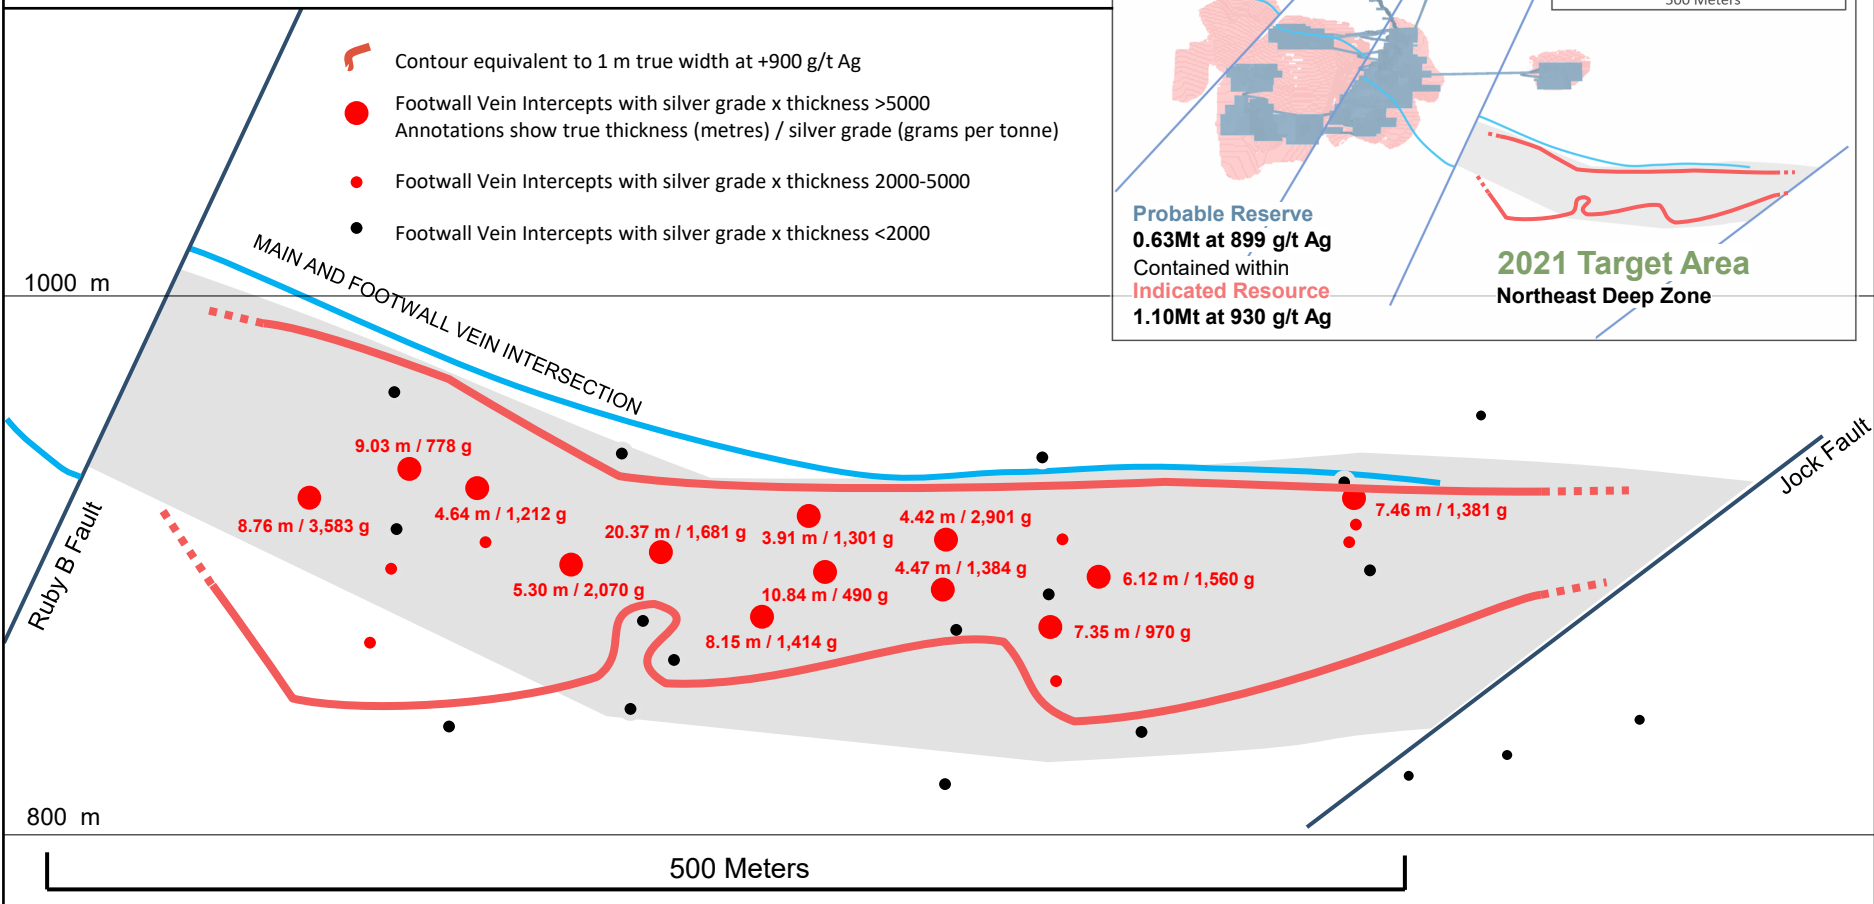 500 Meters
Contour equivalent to 1 m true width at +900 g/t Ag
Footwall Vein Intercepts with silver grade x thickness >5000
Annotations show true thickness (metres) / silver grade (grams per tonne)
Footwall Vein Intercepts with silver grade x thickness 2000-5000
Footwall Vein Intercepts with silver grade x thickness <2000
Probable Reserve
0.63Mt at 899 g/t Ag
Contained within
Indicated Resource
1.10Mt at 930 g/t Ag
2021 Target Area
Northeast Deep Zone
1000 m
MAIN AND FOOTWALL VEIN INTERSECTION
Jock Fault
Ruby B Fault
9.03 m / 778 g
8.76 m / 3,583 g
4.64 m / 1,212 g
20.37 m / 1,681 g
5.30 m / 2,070 g
3.91 m / 1,301 g
4.42 m / 2,901 g
7.46 m / 1,381 g
4.47 m / 1,384 g
10.84 m / 490 g
6.12 m / 1,560 g
8.15 m / 1,414 g
7.35 m / 970 g
800 m
500 Meters